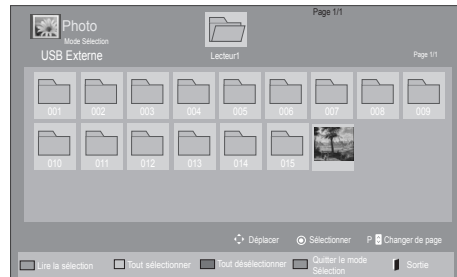 Page 1/1
Photo
Mode Sélection
USB Externe
Lecteur1
Page 1/1
001 002 003 004 005 006 007 008 009
010 011 012 013 014 015
Déplacer Sélectionner P Changer de page
Lire la sélection Tout sélectionner Tout désélectionner Quitter le mode Sélection Sortie